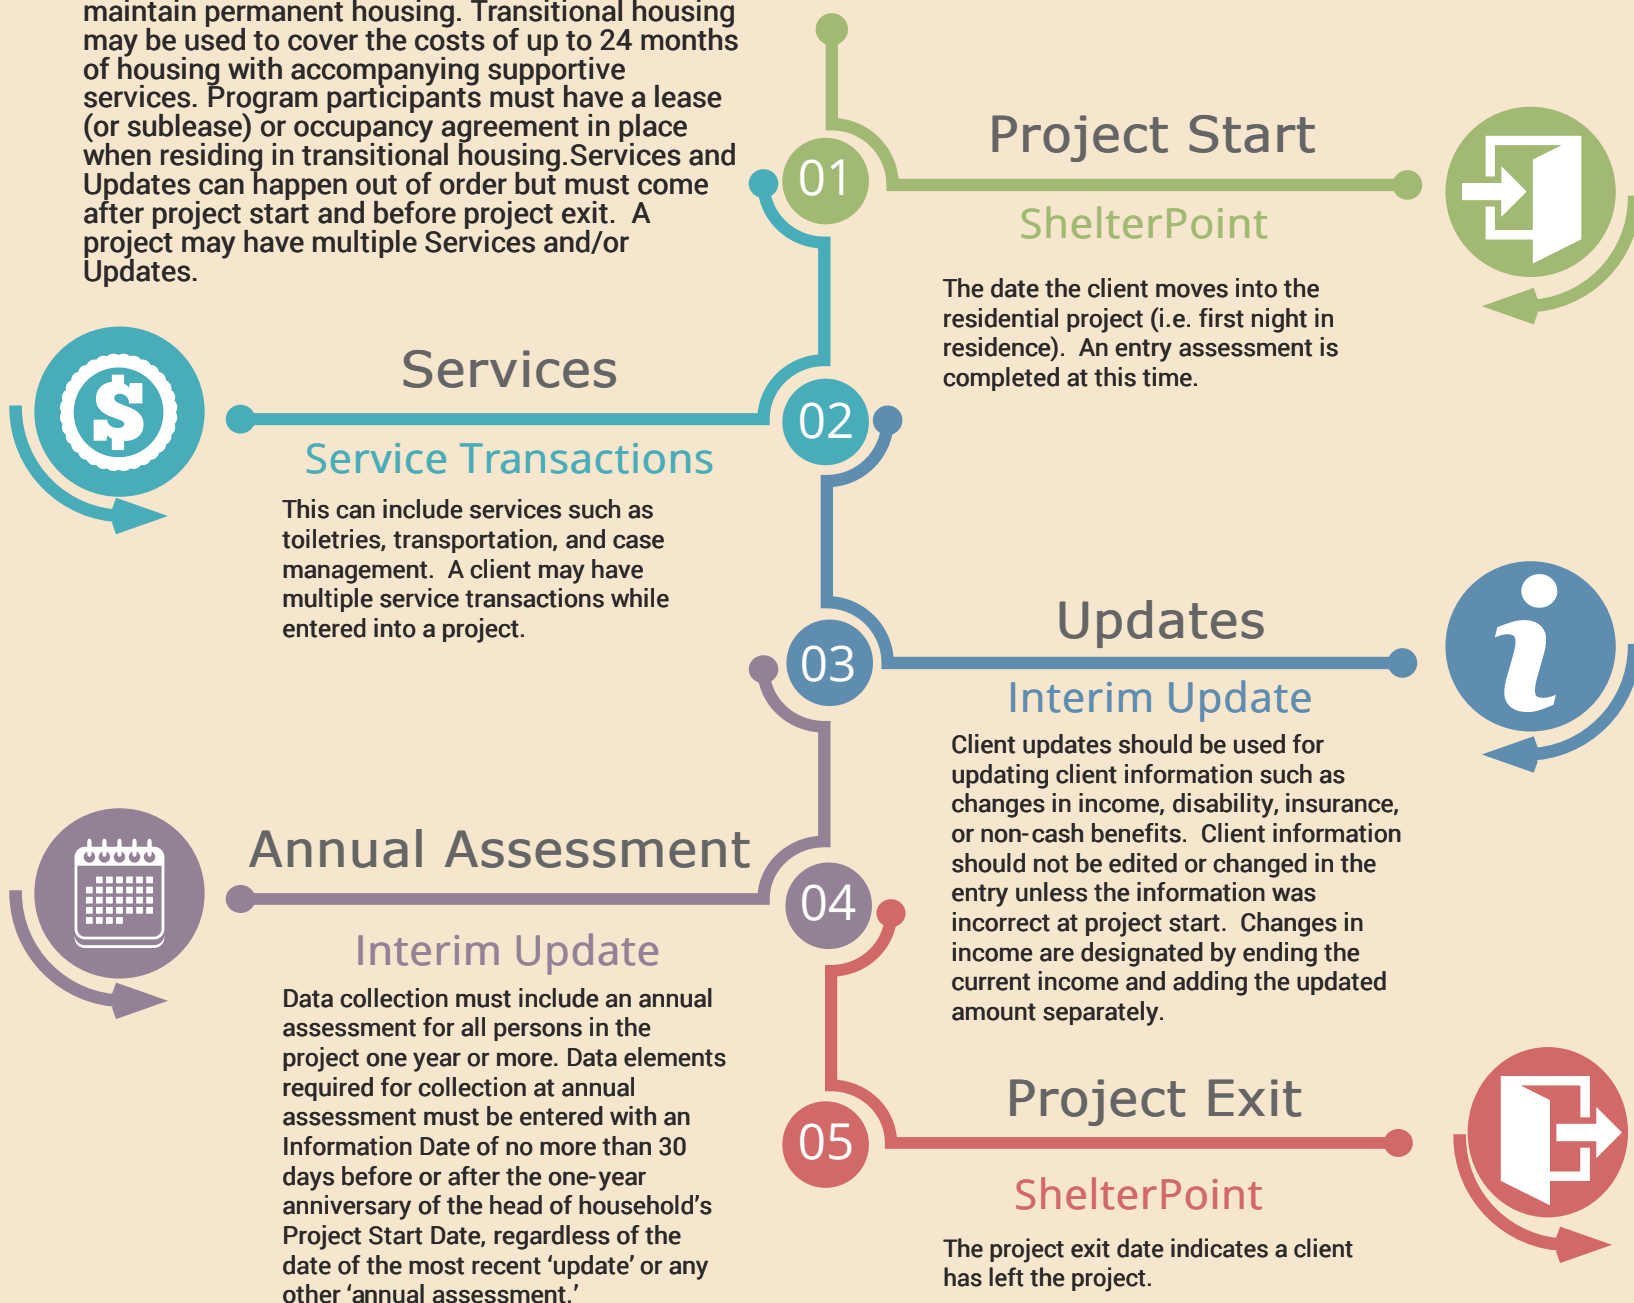 maintain permanent housing. Transitional housing
may be used to cover the costs of up to 24 months
of housing with accompanying supportive
services. Program participants must have a lease
(or sublease) or occupancy agreement in place
when residing in transitional housing.Services and
Updates can happen out of order but must come
after project start and before project exit. A
project may have multiple Services and/or
Updates.
01
Project Start
ShelterPoint
The date the client moves into the
residential project (i.e. first night in
residence). An entry assessment is
completed at this time.
$
Services
02
Service Transactions
This can include services such as
toiletries, transportation, and case
management. A client may have
multiple service transactions while
entered into a project.
03
Updates
i
Interim Update
Client updates should be used for
updating client information such as
changes in income, disability, insurance,
or non-cash benefits. Client information
should not be edited or changed in the
entry unless the information was
incorrect at project start. Changes in
income are designated by ending the
current income and adding the updated
amount separately.
Annual Assessment
04
Interim Update
Data collection must include an annual
assessment for all persons in the
project one year or more. Data elements
required for collection at annual
assessment must be entered with an
Information Date of no more than 30
days before or after the one-year
anniversary of the head of household’s
Project Start Date, regardless of the
date of the most recent ‘update’ or any
other ‘annual assessment.’
05
Project Exit
ShelterPoint
The project exit date indicates a client
has left the project.